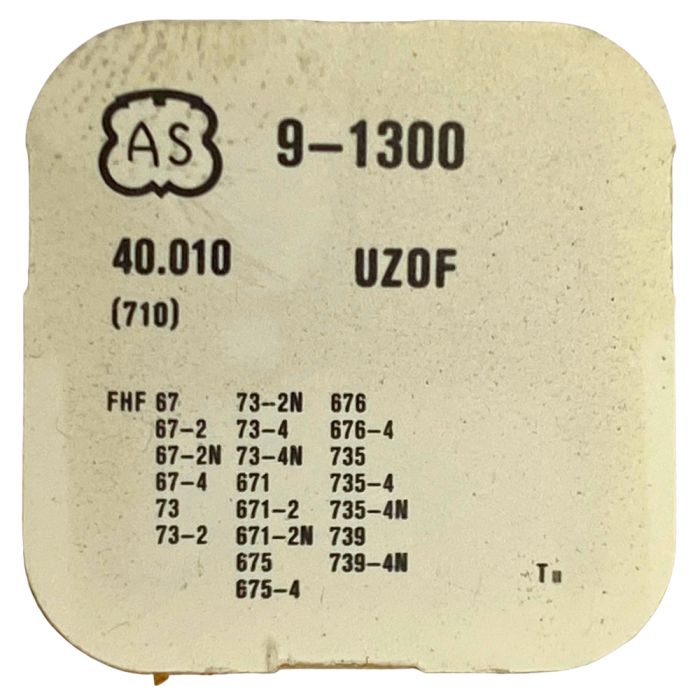 AS 9-1300
40.010 UZOF
(710)
FHF 67 73-2N 676
67-2 73-4 676-4
67-2N 73-4N 735
67-4 671 735-4
73 671-2 735-4N
73-2 671-2N 739
675 739-4N
675-4
Tu